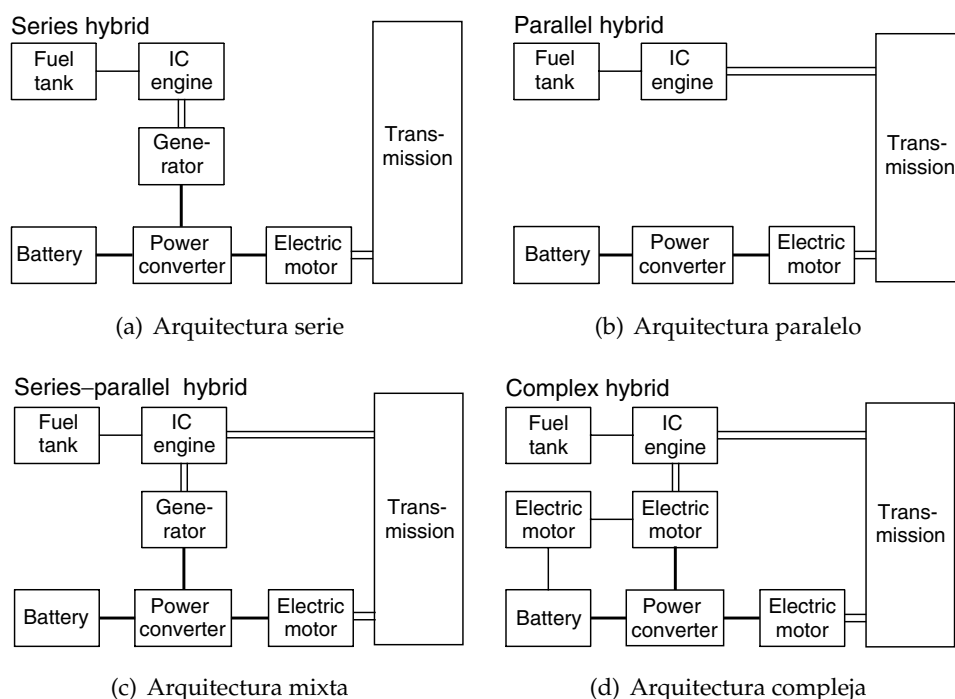 Series hybrid
Fuel
tank
IC
engine
Gene-
rator
Trans-
mission
Battery
Power
converter
Electric
motor
(a) Arquitectura serie
Parallel hybrid
Fuel
tank
IC
engine
Trans-
mission
Battery
Power
converter
Electric
motor
(b) Arquitectura paralelo
Series–parallel hybrid
Fuel
tank
IC
engine
Gene-
rator
Trans-
mission
Battery
Power
converter
Electric
motor
(c) Arquitectura mixta
Complex hybrid
Fuel
tank
IC
engine
Electric
motor
Electric
motor
Trans-
mission
Battery
Power
converter
Electric
motor
(d) Arquitectura compleja